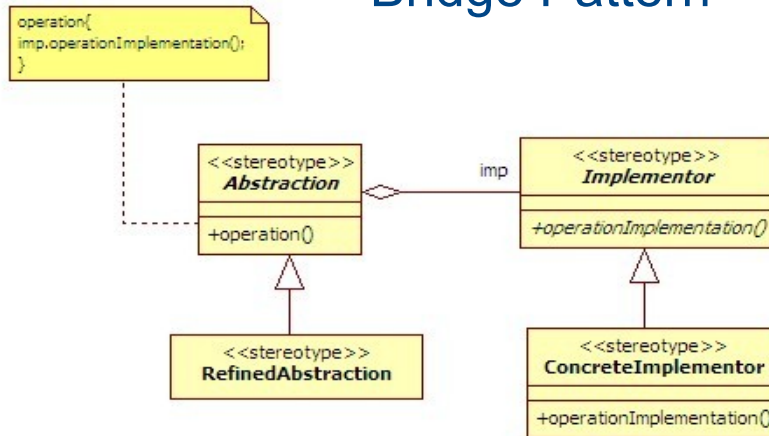 Bridge Pattern
operation{
imp.operationImplementation();
}
<<stereotype>>
Abstraction
+operation()
imp
<<stereotype>>
Implementor
+operationImplementation()
<<stereotype>>
RefinedAbstraction
<<stereotype>>
ConcreteImplementor
+operationImplementation()